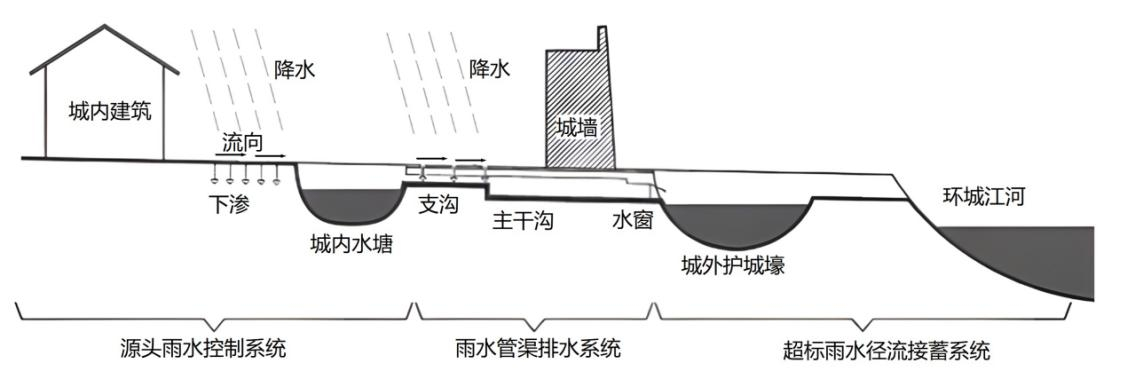 降水
降水
城内建筑
城墙
流向
下渗
支沟
主干沟
水窗
环城江河
城内水塘
城外护城壕
源头雨水控制系统
雨水管渠排水系统
超标雨水径流接蓄系统